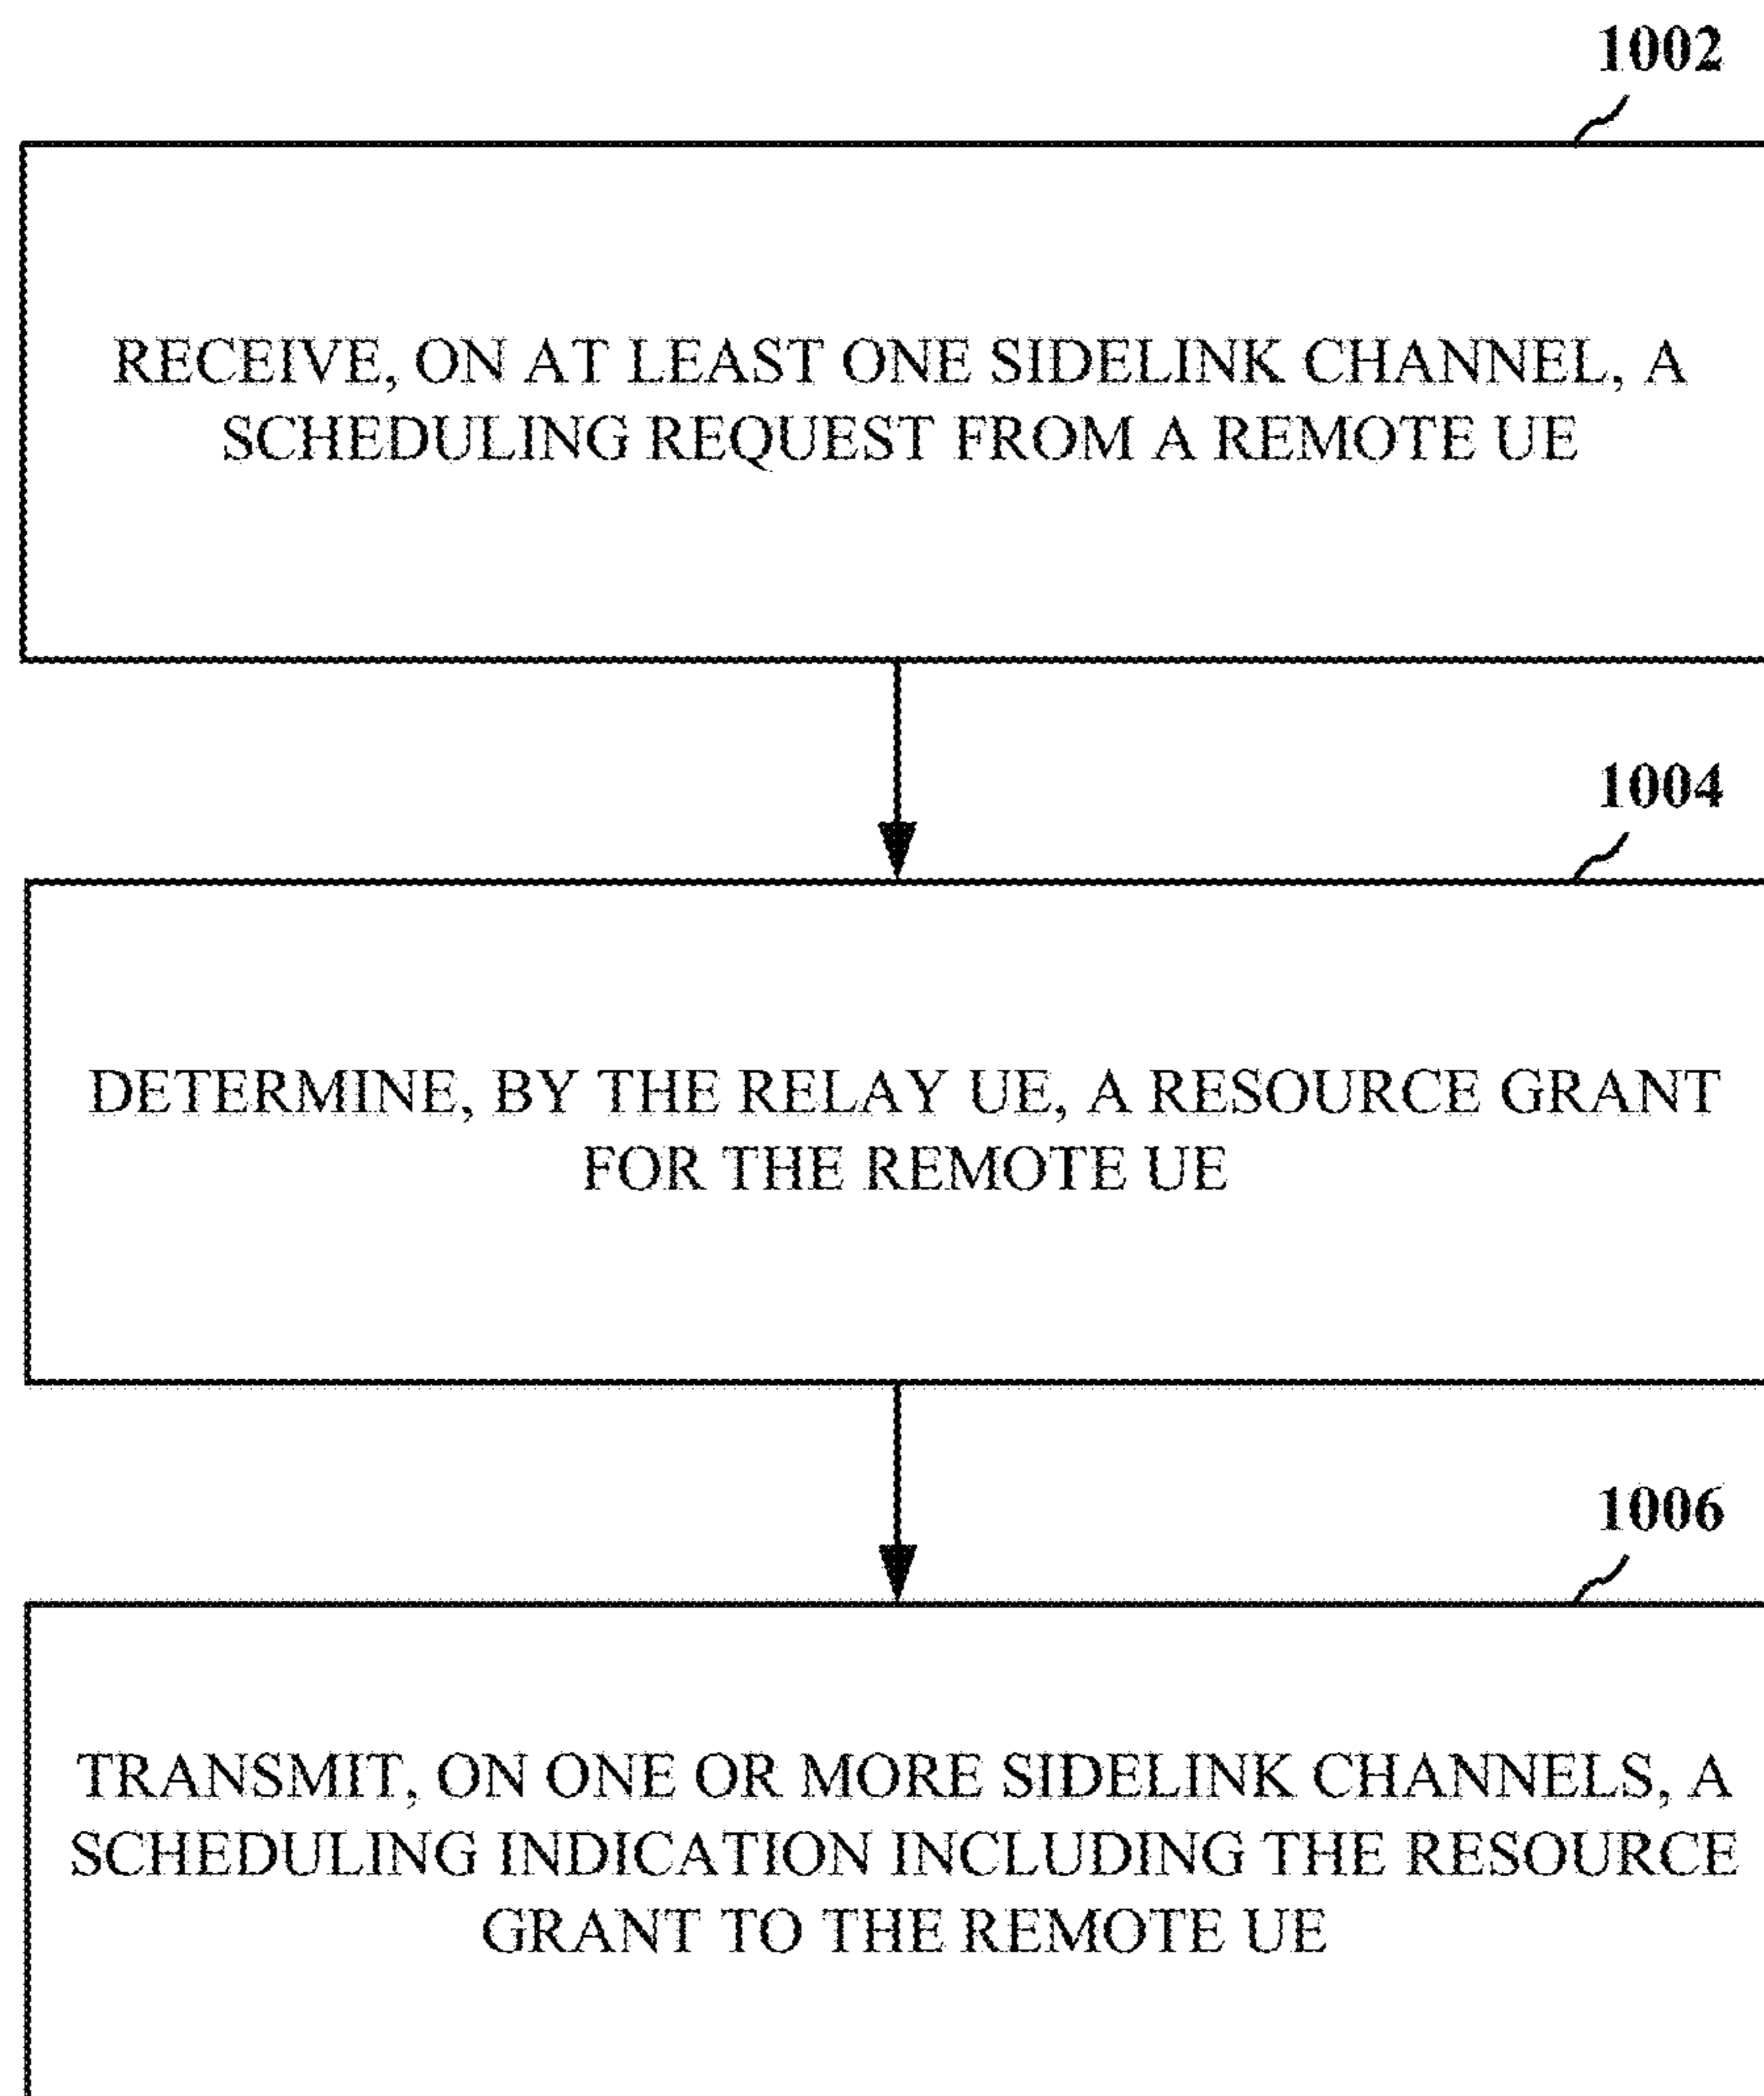 1002
RECEIVE, ON AT LEAST ONE SIDELINK CHANNEL, A
SCHEDULING REQUEST FROM A REMOTE UE
1004
DETERMINE, BY THE RELAY UE, A RESOURCE GRANT
FOR THE REMOTE UE
1006
TRANSMIT, ON ONE OR MORE SIDELINK CHANNELS, A
SCHEDULING INDICATION INCLUDING THE RESOURCE
GRANT TO THE REMOTE UE